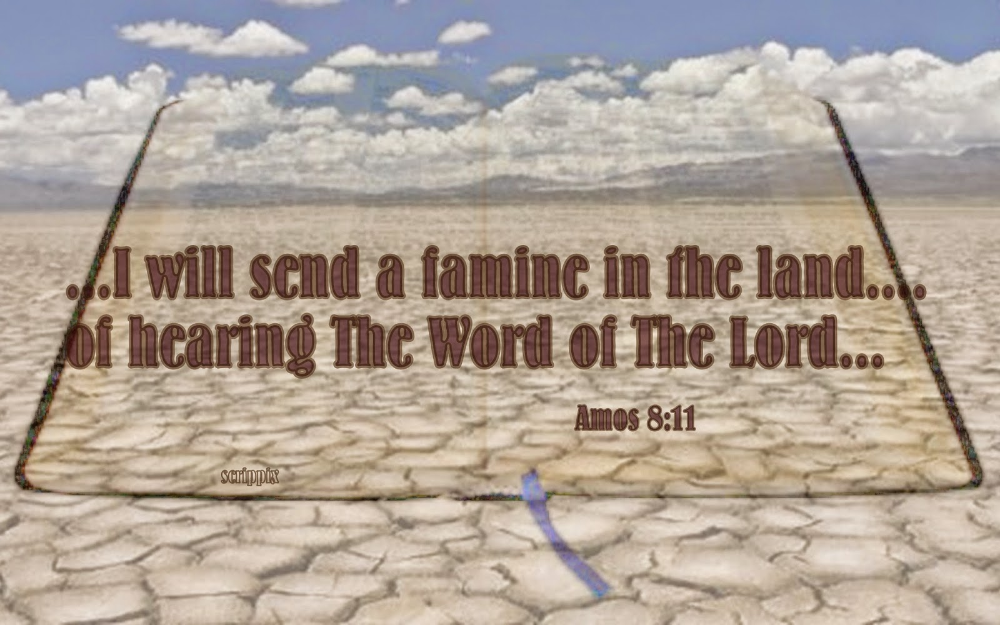 ...I will send a famine in the land....
of hearing The Word of The Lord...
Amos 8:11
scrippix